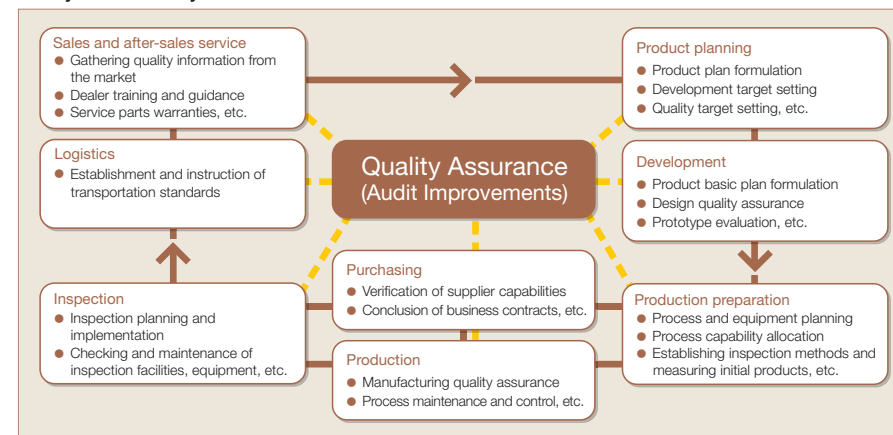 Sales and after-sales service
● Gathering quality information from
the market
● Dealer training and guidance
● Service parts warranties, etc.
Product planning
● Product plan formulation
● Development target setting
● Quality target setting, etc.
Logistics
● Establishment and instruction of
transportation standards
Quality Assurance
(Audit Improvements)
Development
● Product basic plan formulation
● Design quality assurance
● Prototype evaluation, etc.
Inspection
● Inspection planning and
implementation
● Checking and maintenance of
inspection facilities, equipment, etc.
Purchasing
● Verification of supplier capabilities
● Conclusion of business contracts, etc.
Production
● Manufacturing quality assurance
● Process maintenance and control, etc.
Production preparation
● Process and equipment planning
● Process capability allocation
● Establishing inspection methods and
measuring initial products, etc.